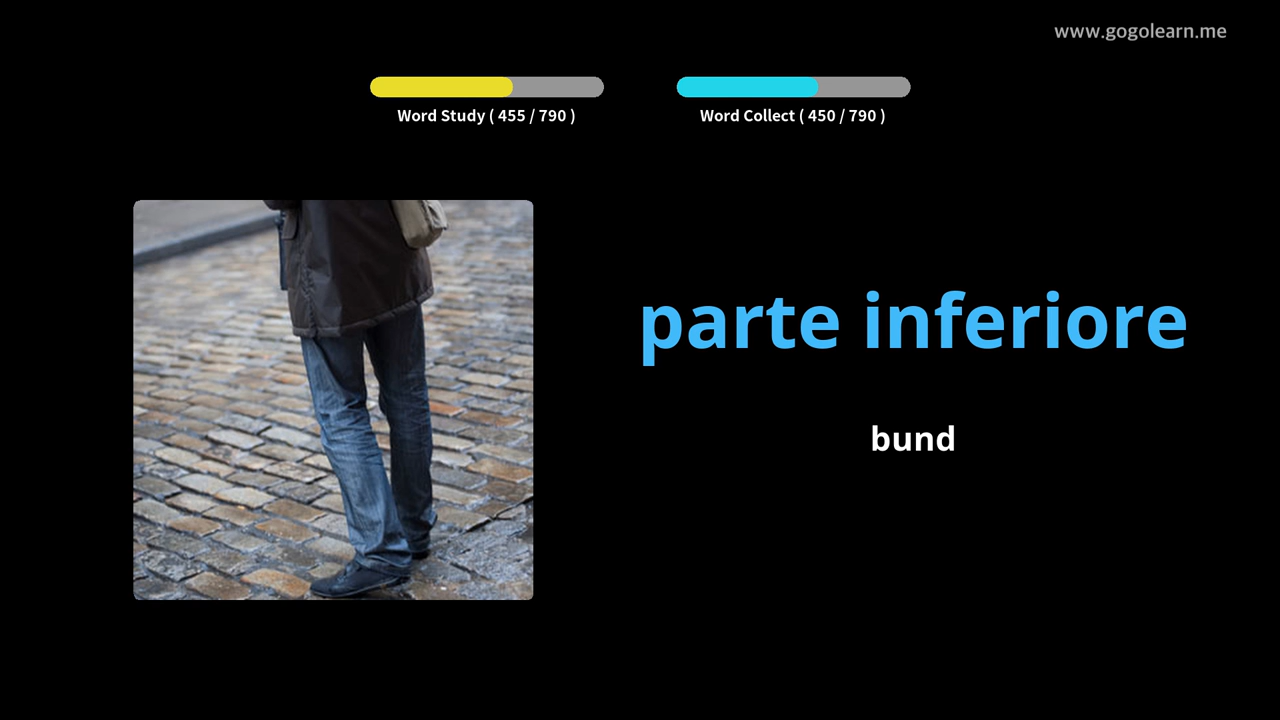 www.gogolearn.me
Word Study ( 455 / 790 )
Word Collect ( 450 / 790 )
parte inferiore
bund